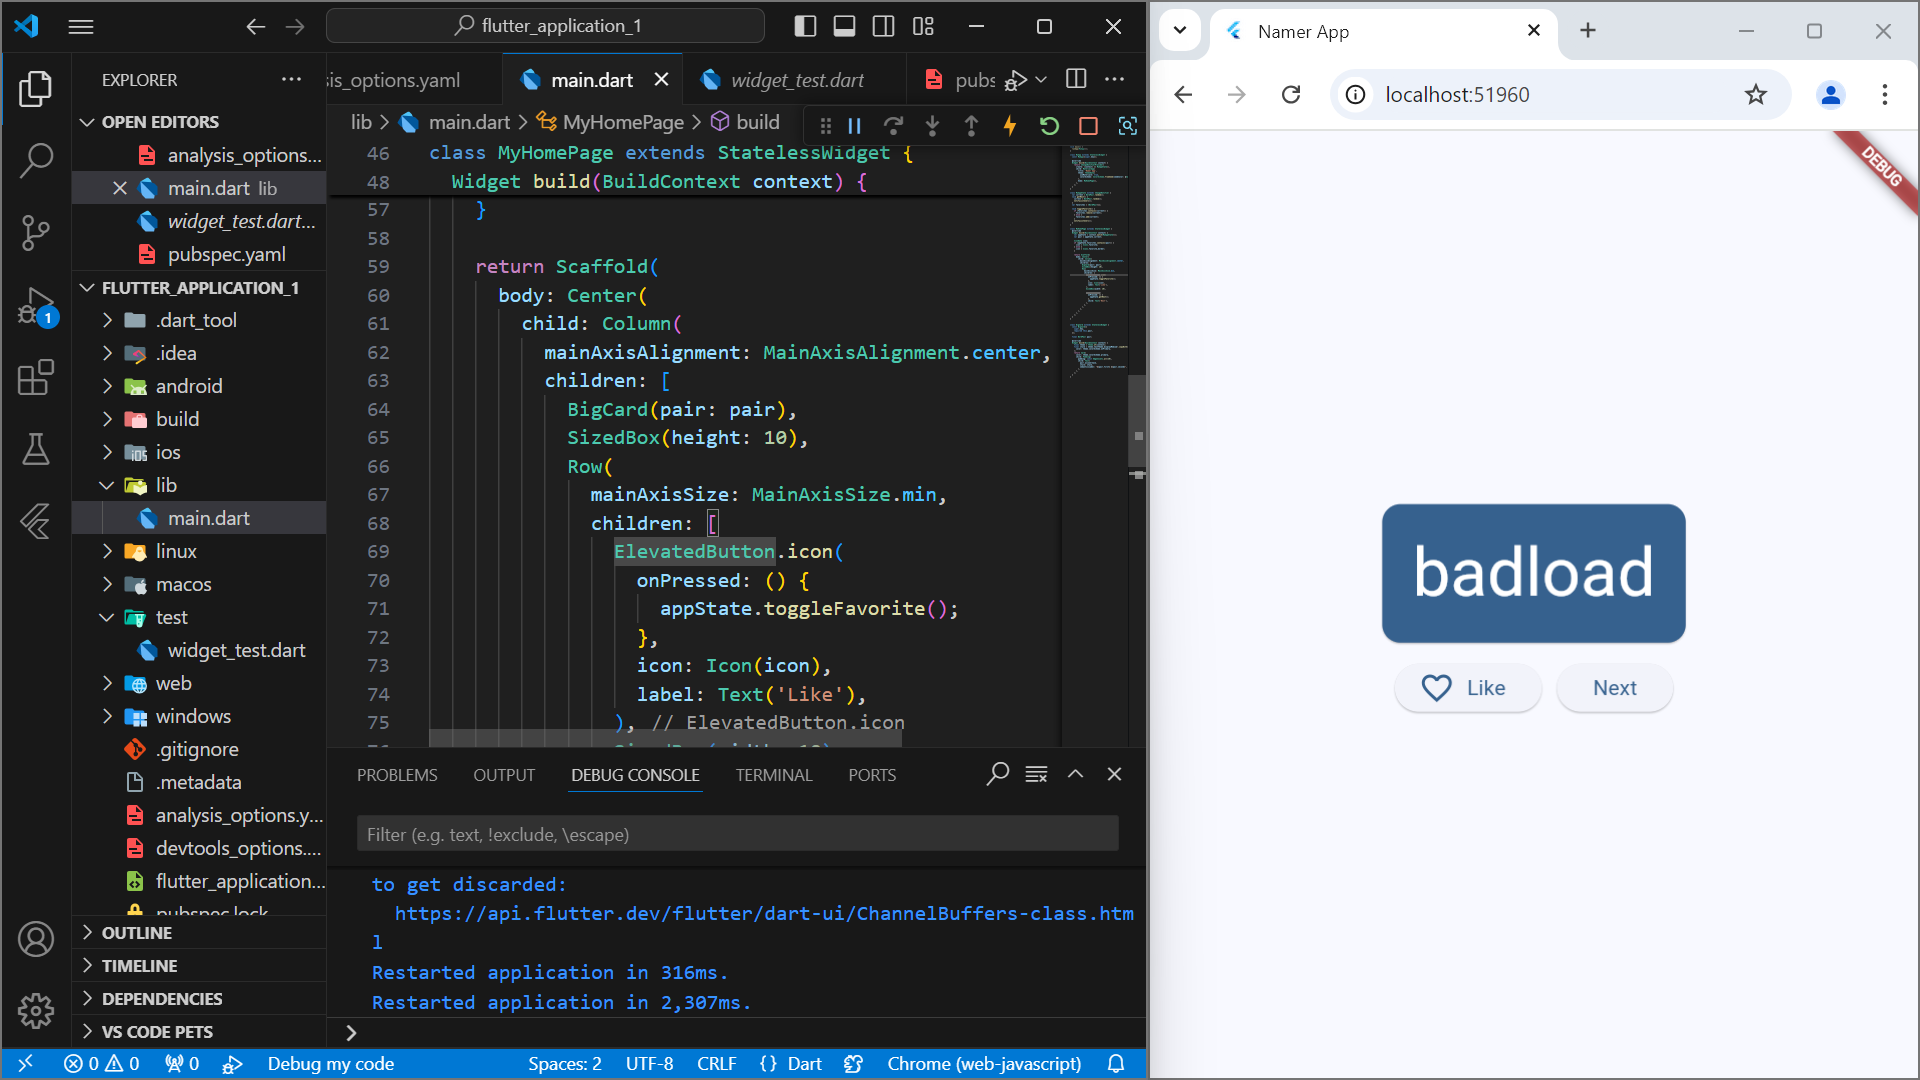 flutter_application_1
EXPLORER
OPEN EDITORS
analysis_options...
main.dart lib
widget_test.dart...
pubspec.yaml
FLUTTER_APPLICATION_1
.dart_tool
.idea
android
build
ios
lib
main.dart
linux
macos
test
widget_test.dart
web
windows
.gitignore
.metadata
analysis_options.y...
devtools_options....
flutter_application...
pubspec.lock
OUTLINE
TIMELINE
DEPENDENCIES
VS CODE PETS
1
is_options.yaml
main.dart
widget_test.dart
pubs
lib > main.dart > MyHomePage > build
46 class MyHomePage extends StatelessWidget {
48 Widget build(BuildContext context) {
57 }
58
59 return Scaffold(
60 body: Center(
61 child: Column(
62 mainAxisAlignment: MainAxisAlignment.center,
63 children: [
64 BigCard(pair: pair),
65 SizedBox(height: 10),
66 Row(
67 mainAxisSize: MainAxisSize.min,
68 children: [
69 ElevatedButton.icon(
70 onPressed: () {
71 appState.toggleFavorite();
72 },
73 icon: Icon(icon),
74 label: Text('Like'),
75 ), // ElevatedButton.icon
PROBLEMS
OUTPUT
DEBUG CONSOLE
TERMINAL
PORTS
Filter (e.g. text, !exclude, \escape)
to get discarded:
https://api.flutter.dev/flutter/dart-ui/ChannelBuffers-class.htm
l
Restarted application in 316ms.
Restarted application in 2,307ms.
0 0 0 Debug my code Spaces: 2 UTF-8 CRLF {} Dart Chrome (web-javascript)
Namer App
localhost:51960
DEBUG
badload
Like
Next